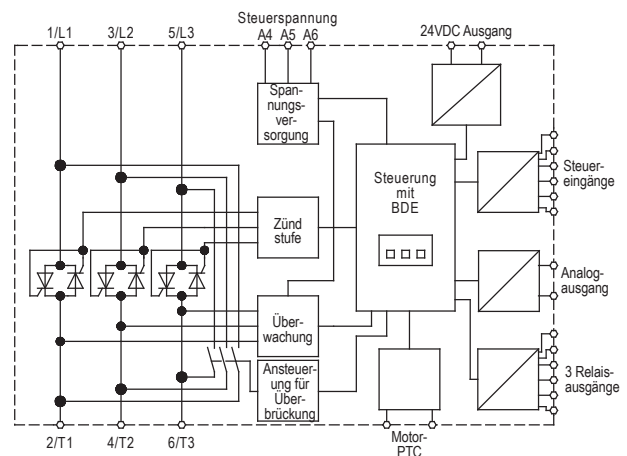 Steuerspannung
24VDC Ausgang
1/L1
3/L2
5/L3
A4
A5
A6
Span-
nungs-
ver-
sorgung
Steuerung
mit
BDE
Steuer-
eingänge
Zünd
stufe
Analog-
ausgang
Über-
wachung
Ansteuer-
ung für
Über-
brückung
3 Relais-
ausgänge
2/T1
4/T2
6/T3
Motor-
PTC